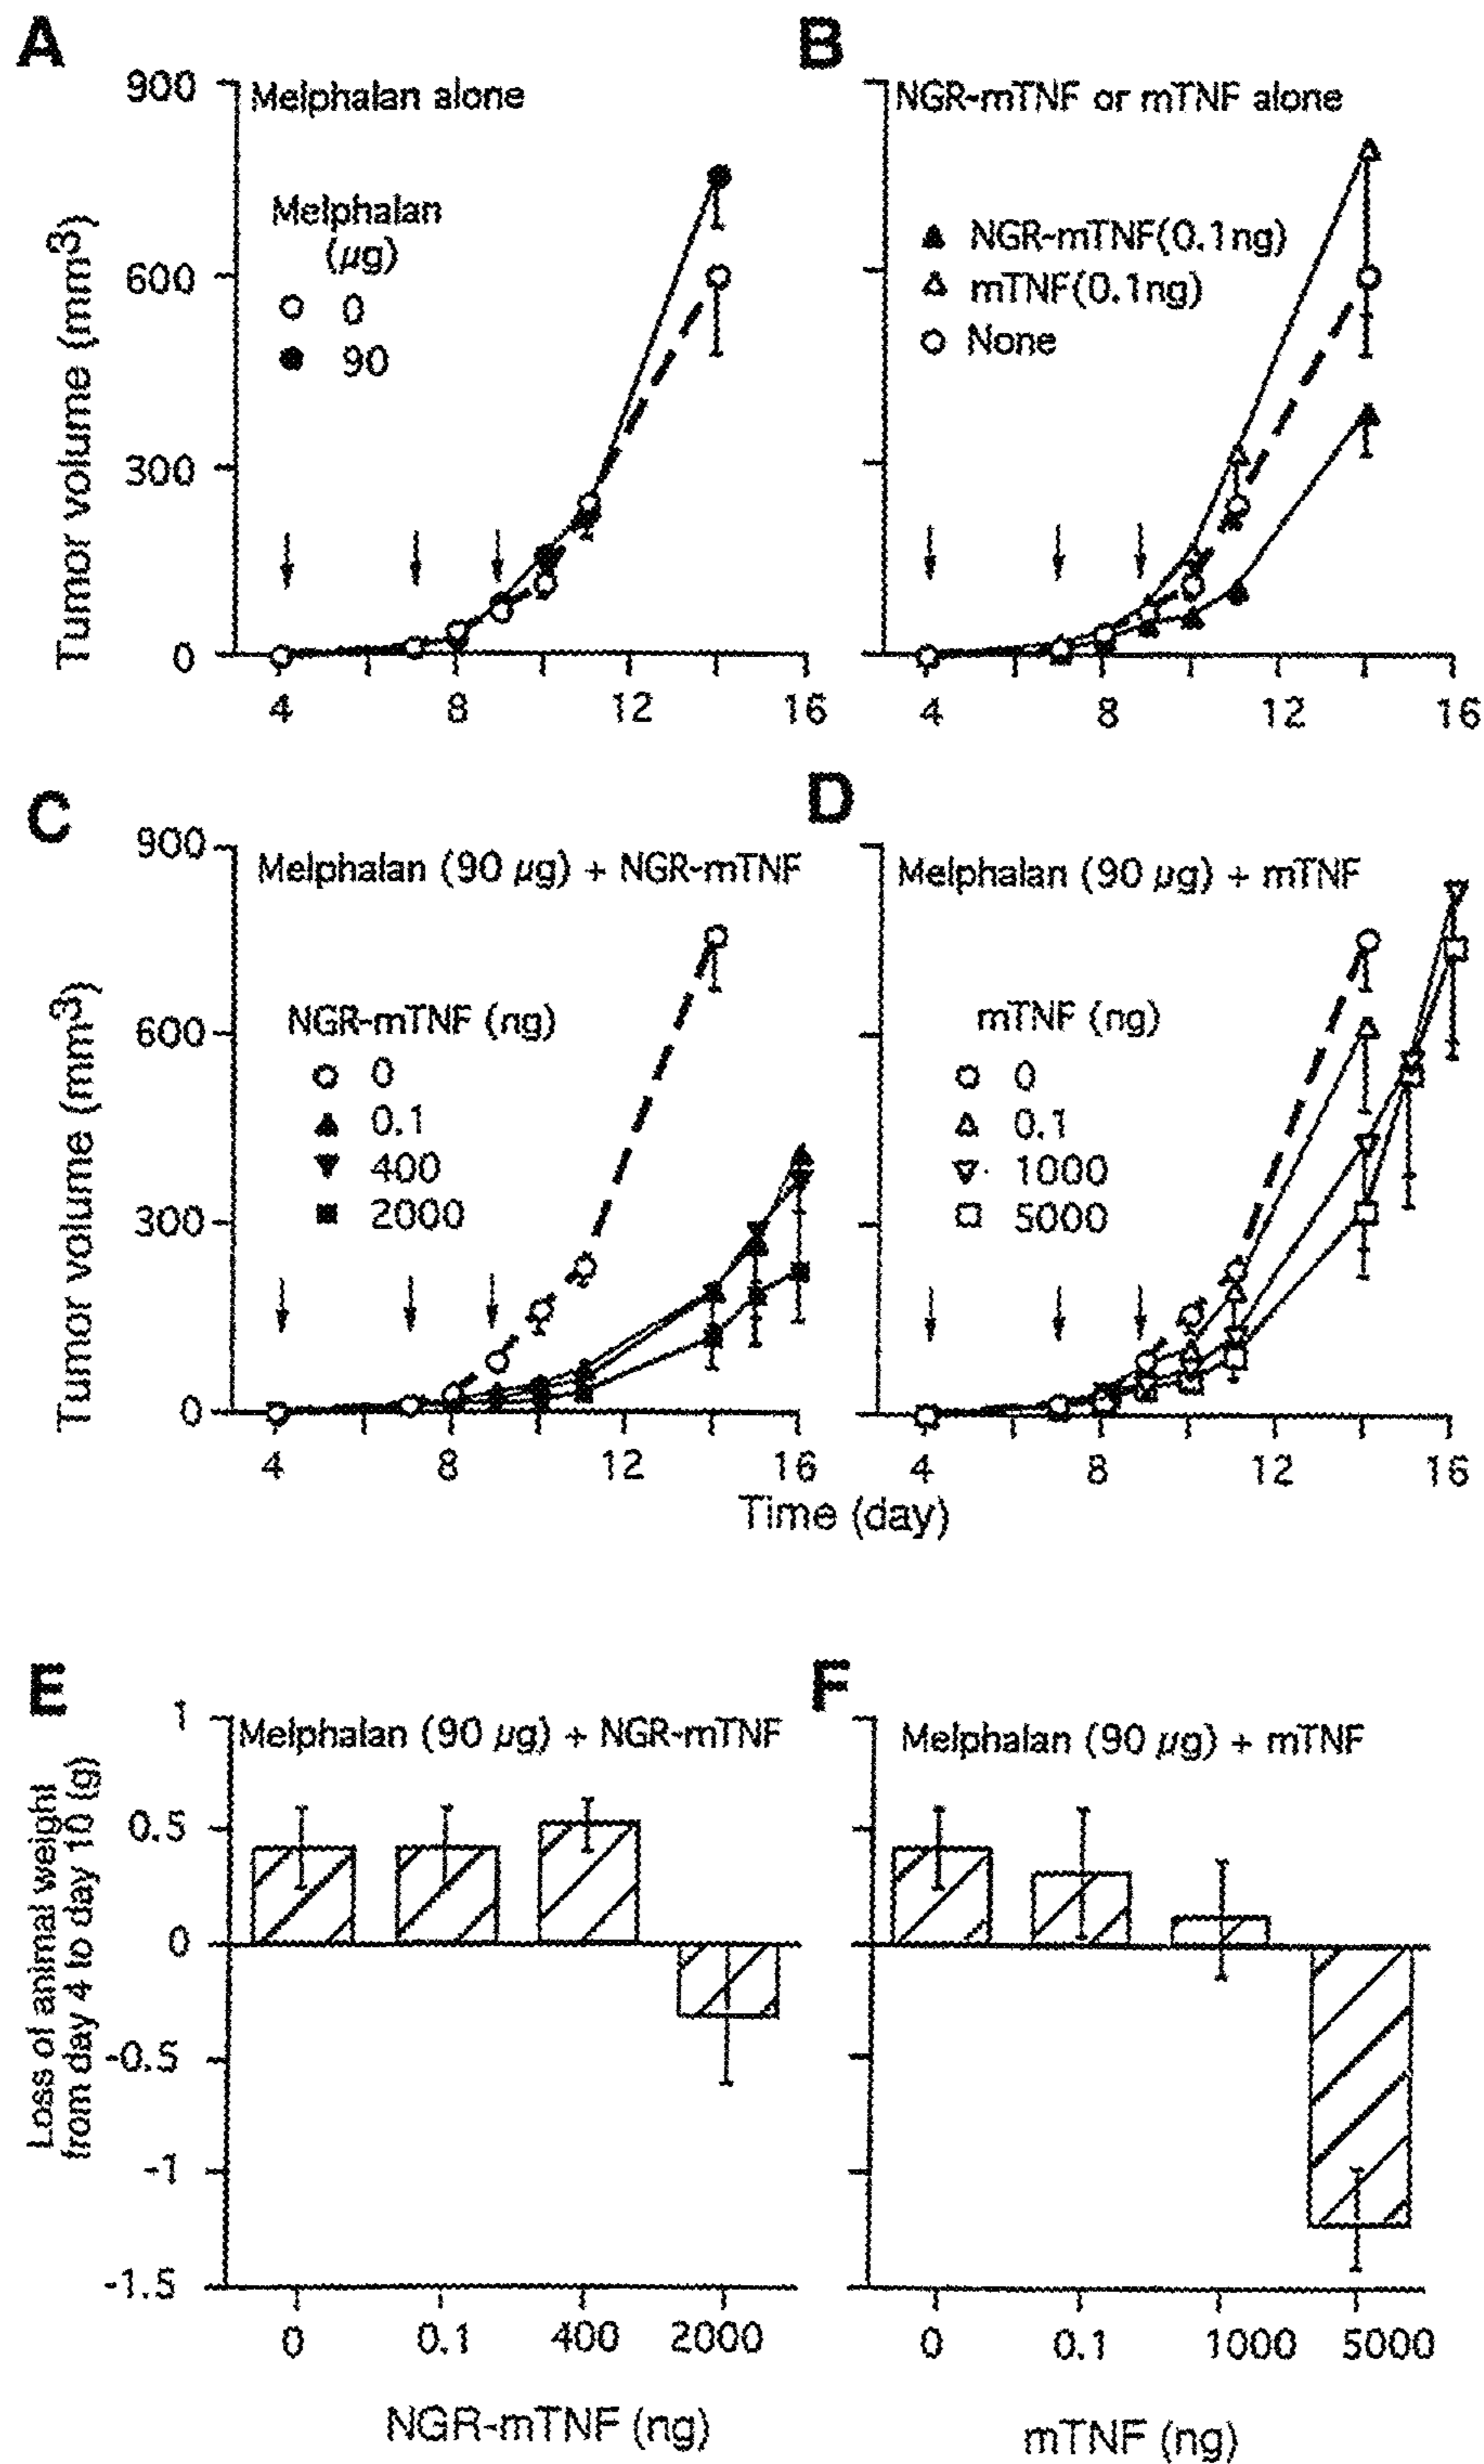 A
900
600
300
0
Tumor volume (mm3)
Melphalan alone
Melphalan
(µg)
0
90
4 8 12 16
B
NGR-mTNF or mTNF alone
NGR-mTNF(0.1ng)
mTNF(0.1ng)
None
4 8 12 16
C
900
600
300
0
Tumor volume (mm3)
Melphalan (90 µg) + NGR-mTNF
NGR-mTNF (ng)
0
0.1
400
2000
4 8 12 16
D
Melphalan (90 µg) + mTNF
mTNF (ng)
0
0.1
1000
5000
4 8 12 16
Time (day)
E
1
0.5
0
-0.5
-1
-1.5
Loss of animal weight
from day 4 to day 10 (g)
Melphalan (90 µg) + NGR-mTNF
0 0.1 400 2000
NGR-mTNF (ng)
F
Melphalan (90 µg) + mTNF
0 0.1 1000 5000
mTNF (ng)